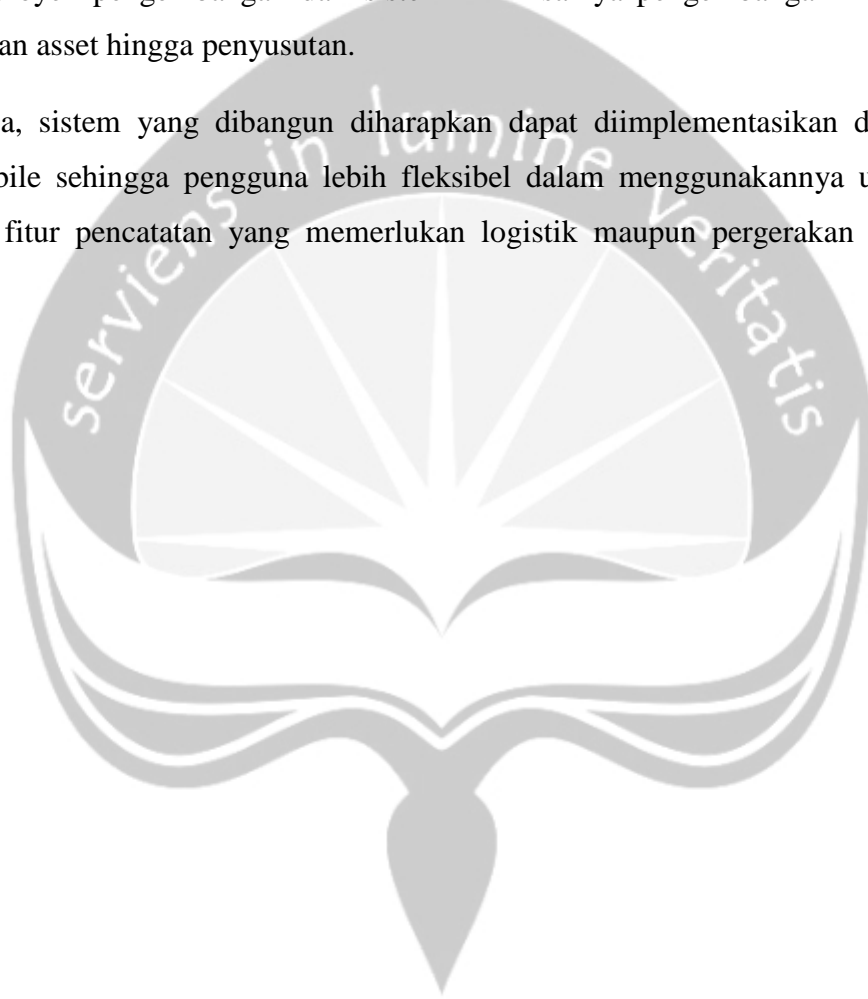 an asset hingga penyusutan.
a, sistem yang dibangun diharapkan dapat diimplementasikan d
bile sehingga pengguna lebih fleksibel dalam menggunakannya u
fitur pencatatan yang memerlukan logistik maupun pergerakan
serviens in lumine veritatis